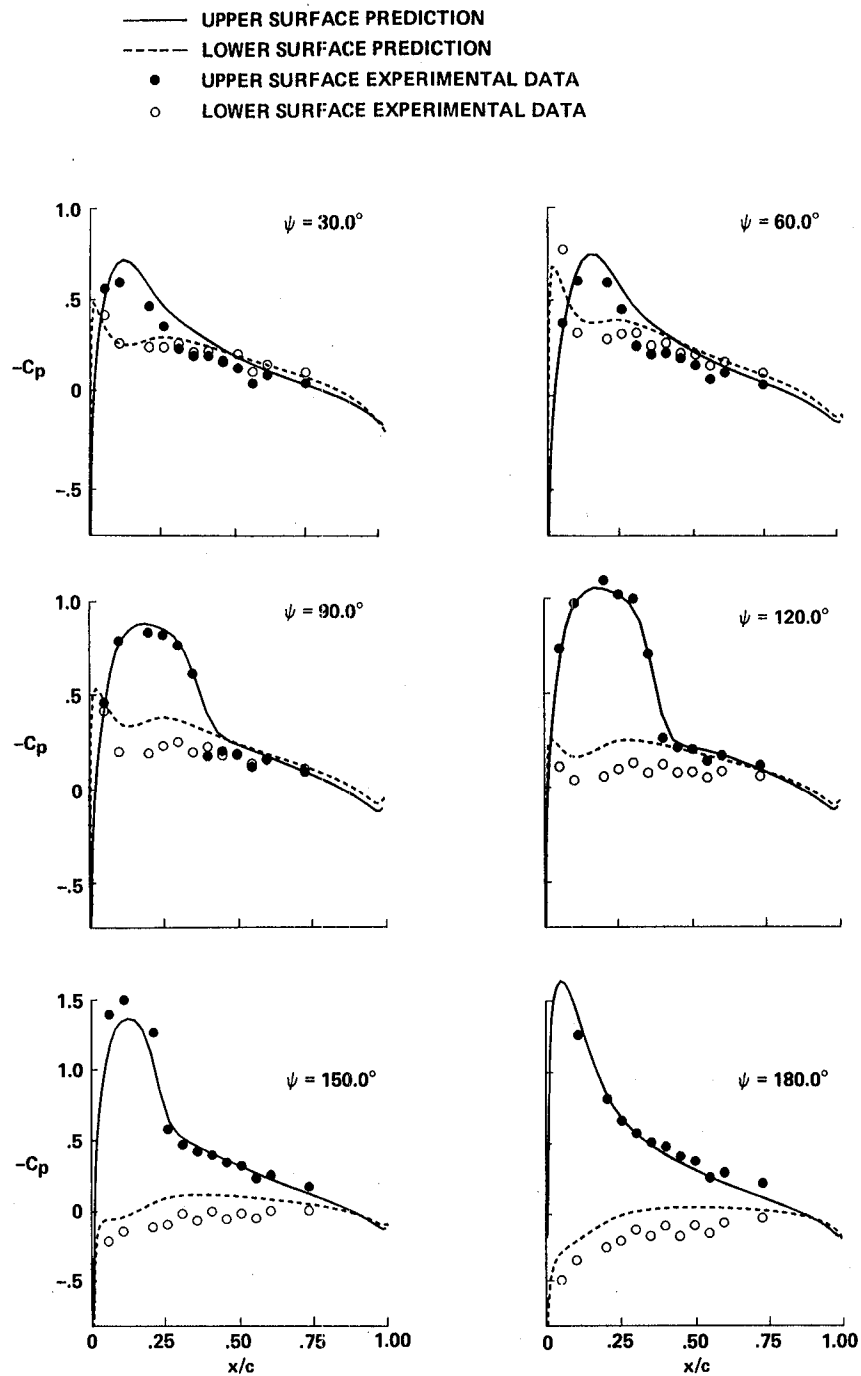 UPPER SURFACE PREDICTION
LOWER SURFACE PREDICTION
UPPER SURFACE EXPERIMENTAL DATA
LOWER SURFACE EXPERIMENTAL DATA
1.0
.5
-Cp
0
-.5
ψ = 30.0°
ψ = 60.0°
1.0
.5
-Cp
0
-.5
ψ = 90.0°
ψ = 120.0°
1.5
1.0
.5
-Cp
0
-.5
ψ = 150.0°
ψ = 180.0°
0 .25 .50 .75 1.00
x/c
0 .25 .50 .75 1.00
x/c